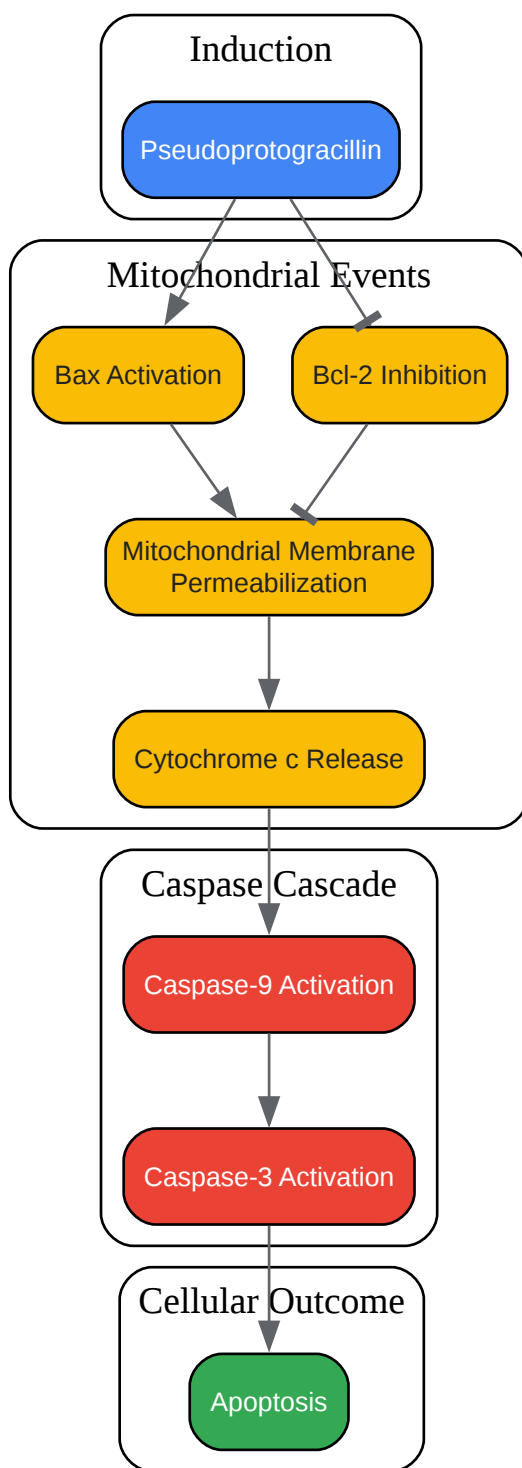 Induction
Pseudoprotogracillin
Mitochondrial Events
Bax Activation
Bcl-2 Inhibition
Mitochondrial Membrane
Permeabilization
Cytochrome c Release
Caspase Cascade
Caspase-9 Activation
Caspase-3 Activation
Cellular Outcome
Apoptosis